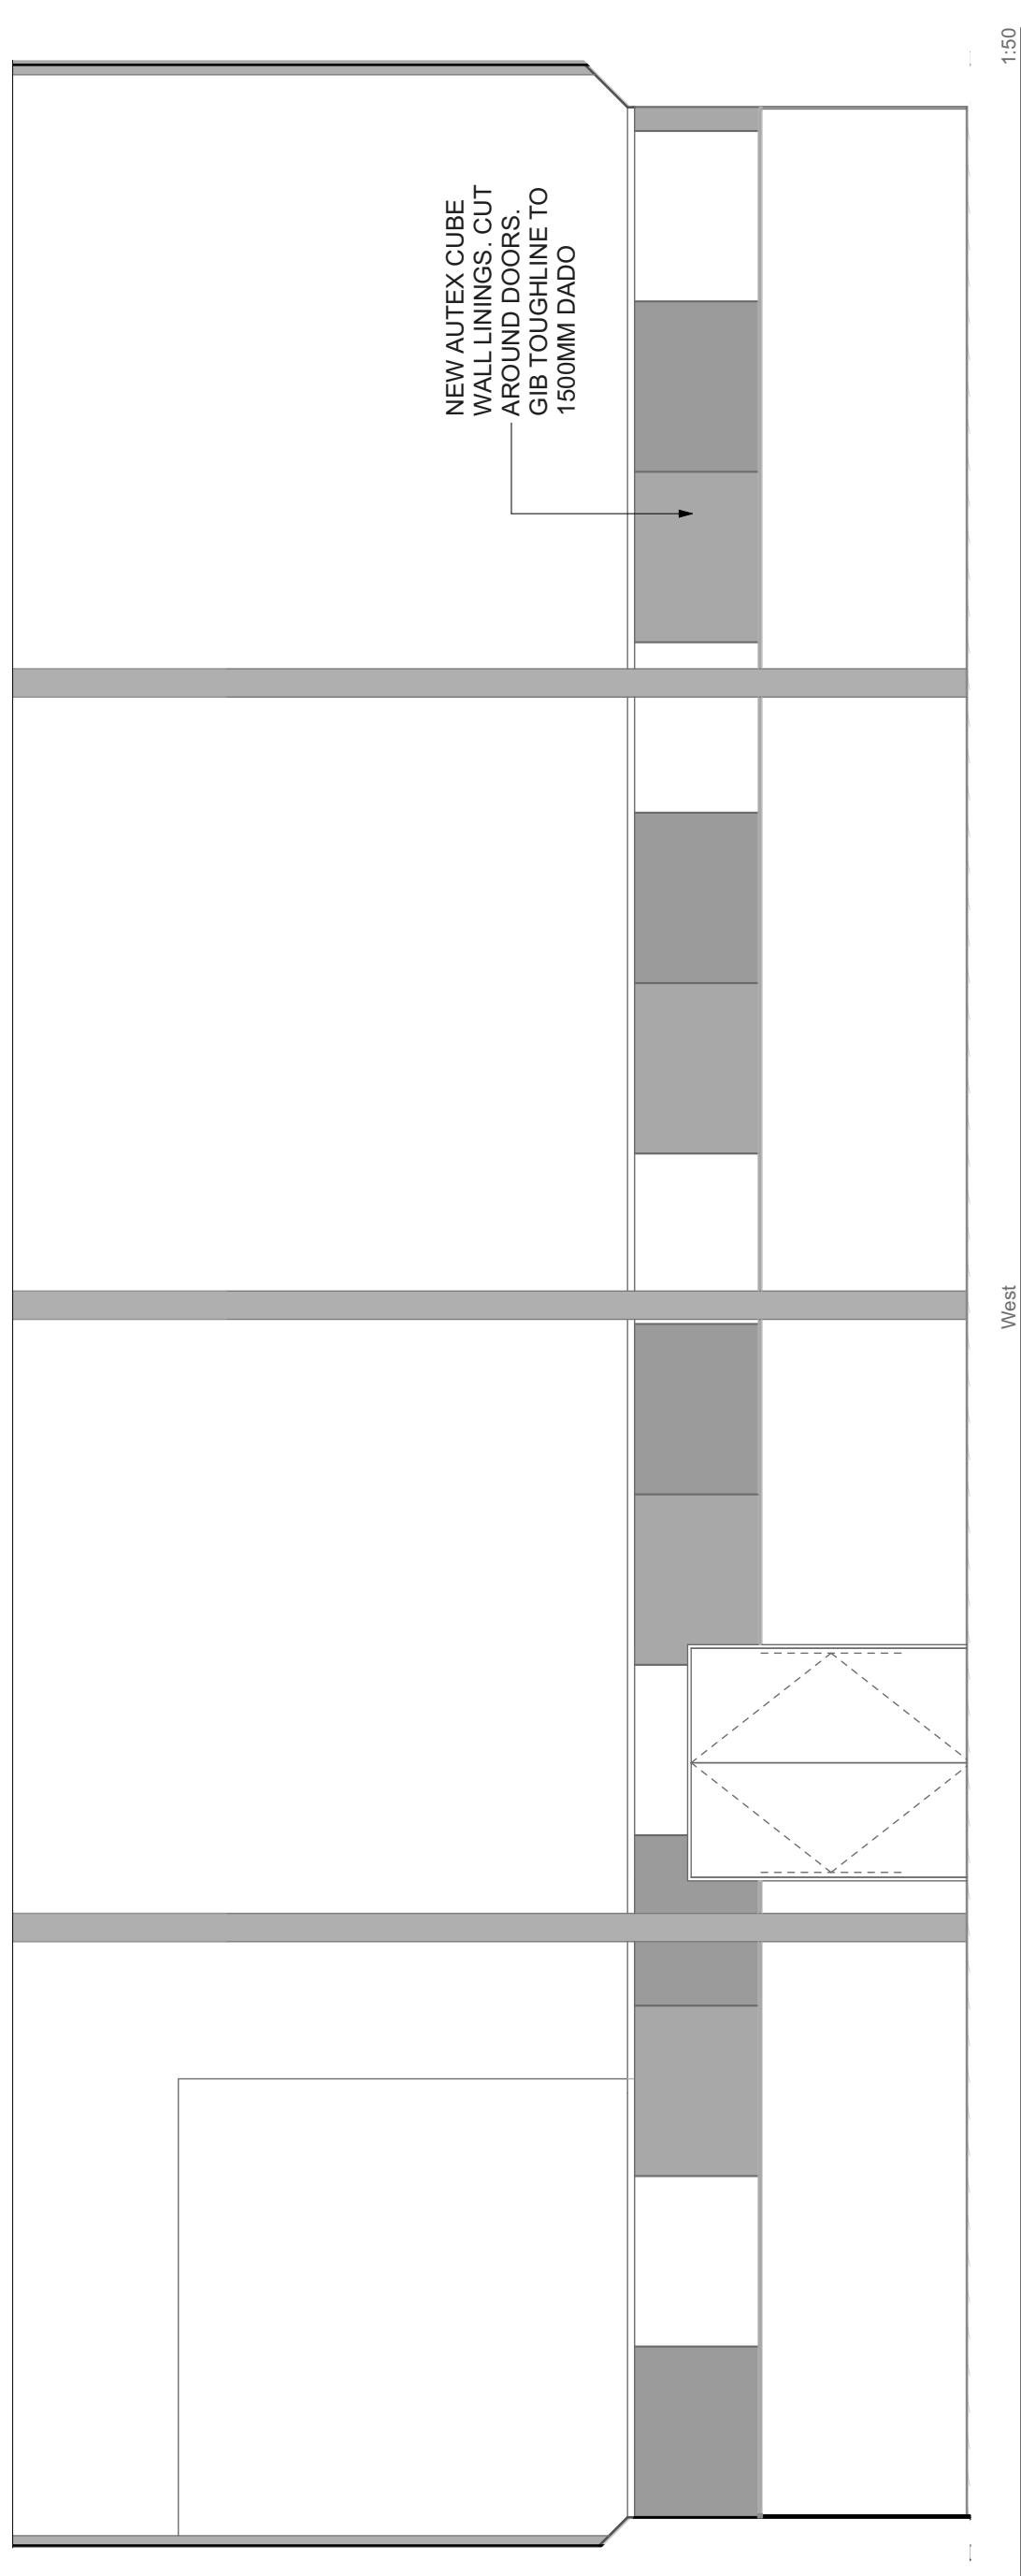 NEW AUTEX CUBE
WALL LININGS. CUT
AROUND DOORS.
GIB TOUGHLINE TO
1500MM DADO
West
1:50